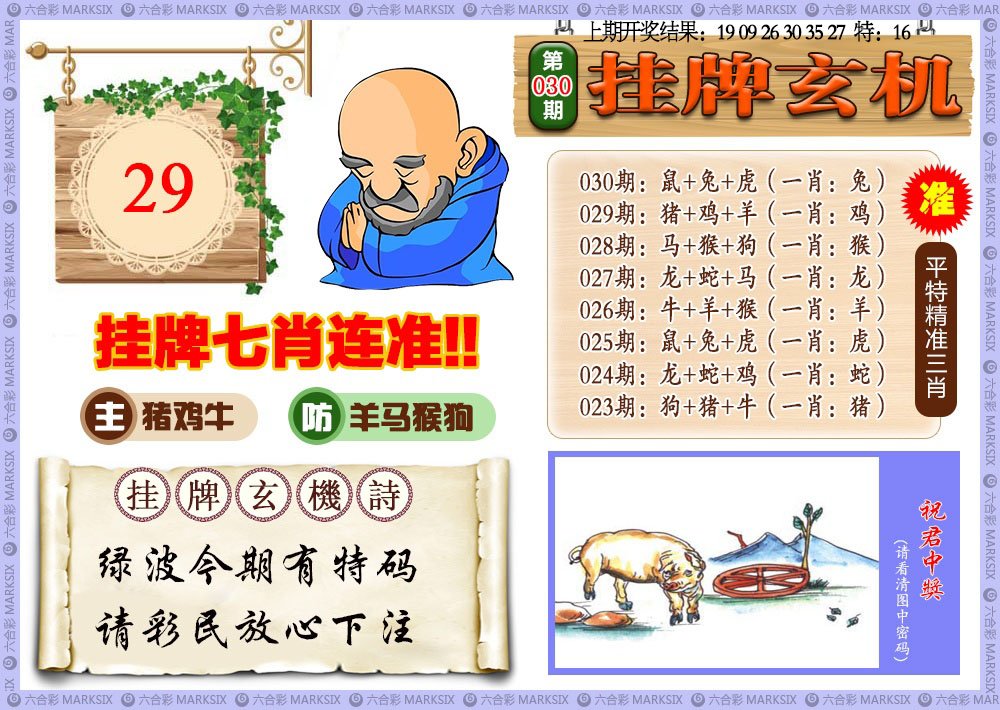 六合彩 MARKSIX
上期开奖结果：19 09 26 30 35 27 特：16
第030期
挂牌玄机
29
挂牌七肖连准!!
主 猪鸡牛
防 羊马猴狗
挂牌玄機詩
绿波今期有特码
请彩民放心下注
030期：鼠+兔+虎（一肖：兔）
029期：猪+鸡+羊（一肖：鸡）
028期：马+猴+狗（一肖：猴）
027期：龙+蛇+马（一肖：龙）
026期：牛+羊+猴（一肖：羊）
025期：鼠+兔+虎（一肖：虎）
024期：龙+蛇+鸡（一肖：蛇）
023期：狗+猪+牛（一肖：猪）
准
平特精准三肖
祝君中獎
（请看清图中密码）